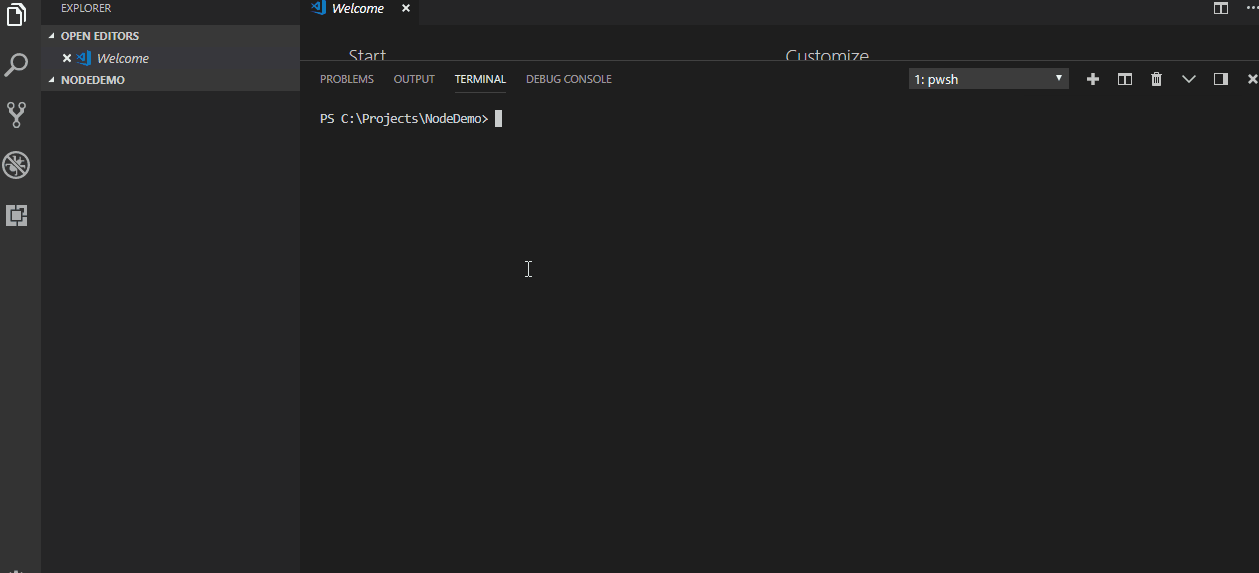 EXPLORER
Welcome
OPEN EDITORS
Welcome
NODEDEMO
Start
Customize
PROBLEMS
OUTPUT
TERMINAL
DEBUG CONSOLE
1: pwsh
PS C:\Projects\NodeDemo>